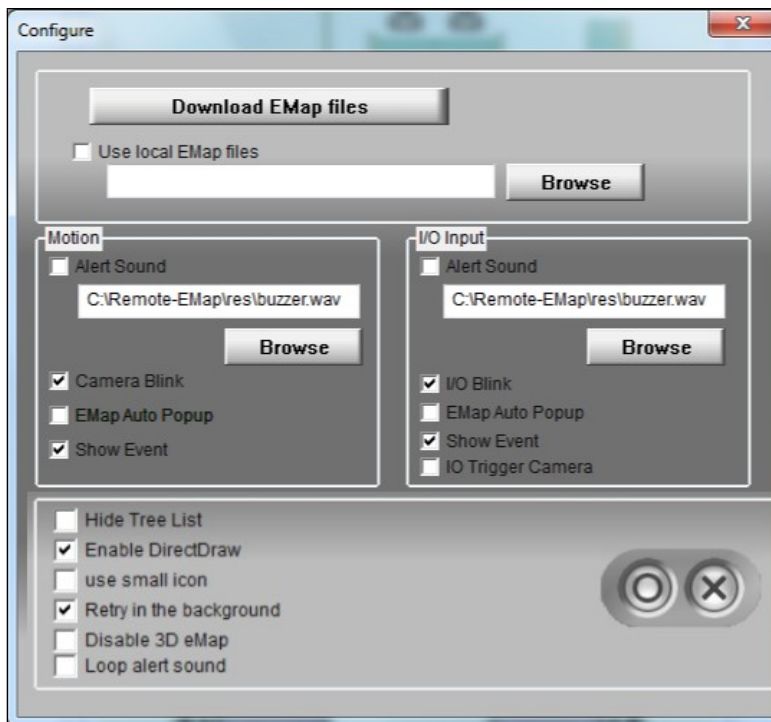 Configure
Download EMap files
Use local EMap files
Browse
Motion
Alert Sound
C:\Remote-EMap\res\buzzer.wav
Browse
Camera Blink
EMap Auto Popup
Show Event
I/O Input
Alert Sound
C:\Remote-EMap\res\buzzer.wav
Browse
I/O Blink
EMap Auto Popup
Show Event
IO Trigger Camera
Hide Tree List
Enable DirectDraw
use small icon
Retry in the background
Disable 3D eMap
Loop alert sound